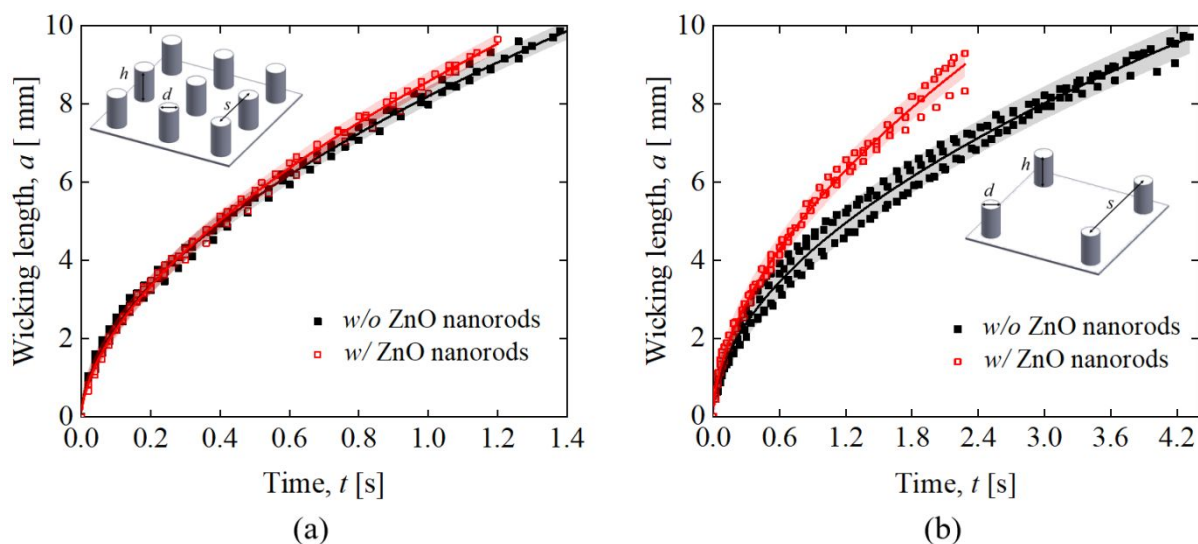 10
8
6
4
2
0
Wicking length, a [ mm]
h
d
s
w/o ZnO nanorods
w/ ZnO nanorods
0.0 0.2 0.4 0.6 0.8 1.0 1.2 1.4
Time, t [s]
(a)
10
8
6
4
2
0
Wicking length, a [ mm]
h
d
s
w/o ZnO nanorods
w/ ZnO nanorods
0.0 0.6 1.2 1.8 2.4 3.0 3.6 4.2
Time, t [s]
(b)